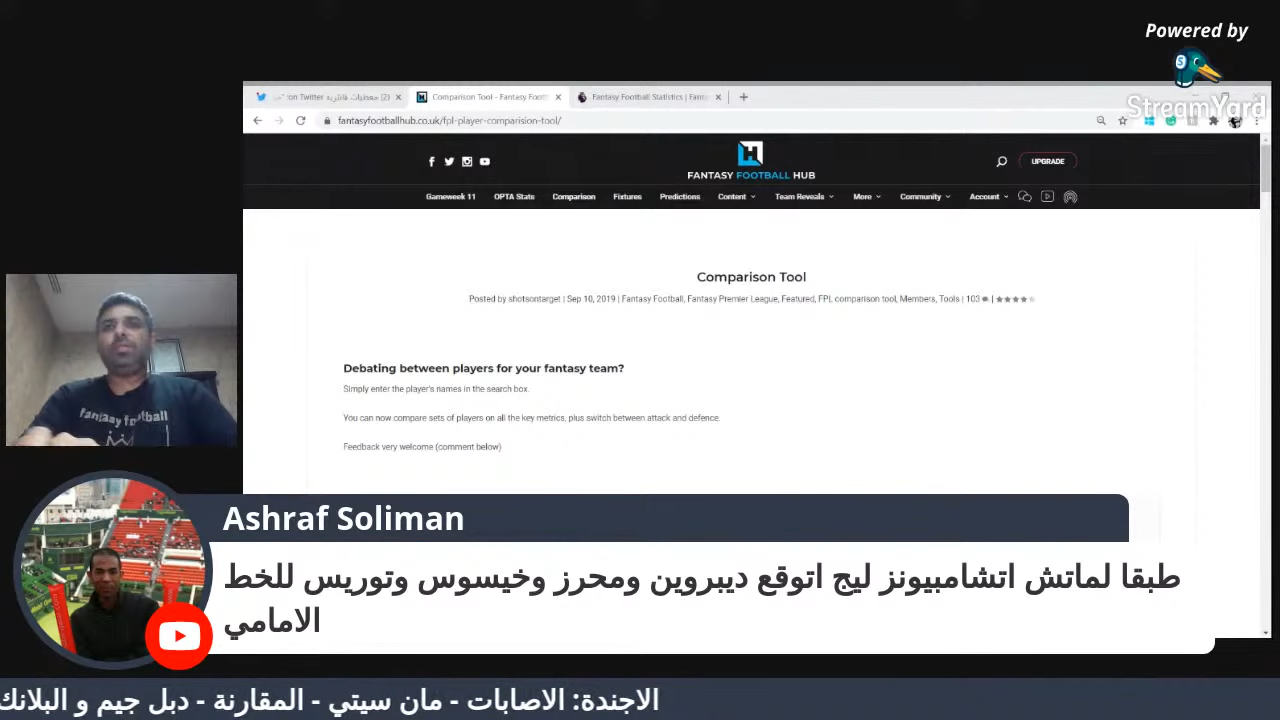 Powered by
StreamYard
(2) معطيات فانتزيه on Twitter: "ح
Comparison Tool - Fantasy Footb
Fantasy Football Statistics | Fanta
fantasyfootballhub.co.uk/fpl-player-comparision-tool/
FANTASY FOOTBALL HUB
UPGRADE
Gameweek 11 OPTA Stats Comparison Fixtures Predictions Content Team Reveals More Community Account
Comparison Tool
Posted by shotsontarget | Sep 10, 2019 | Fantasy Football, Fantasy Premier League, Featured, FPL comparison tool, Members, Tools | 103
Debating between players for your fantasy team?
Simply enter the player's names in the search box.
You can now compare sets of players on all the key metrics, plus switch between attack and defence.
Feedback very welcome (comment below)
fantasy football
Ashraf Soliman
طبقا لماتش اتشامبيونز ليج اتوقع ديبروين ومحرز وخيسوس وتوريس للخط
الامامي
الاجندة: الاصابات - مان سيتي - المقارنة - دبل جيم و البلانك